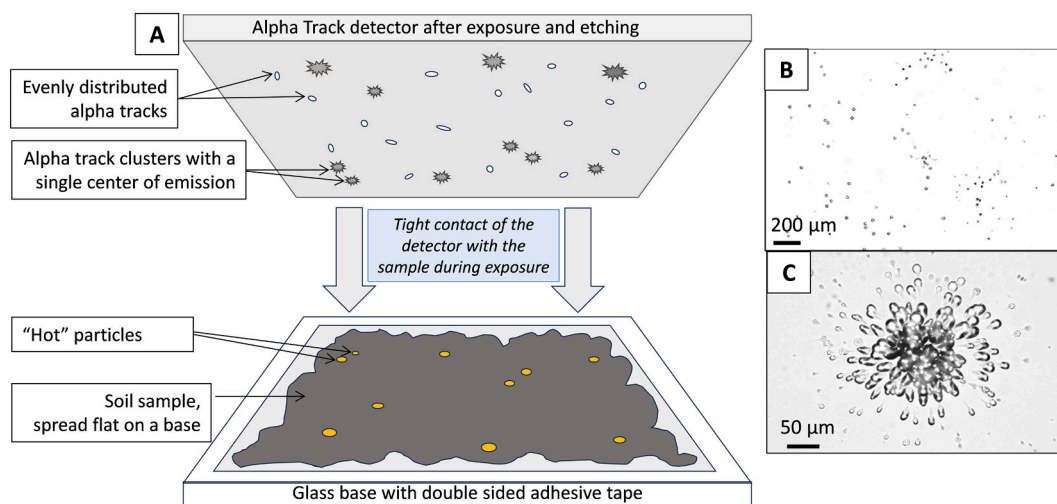 A
Alpha Track detector after exposure and etching
Evenly distributed
alpha tracks
Alpha track clusters with a
single center of emission
Tight contact of the
detector with the
sample during exposure
"Hot" particles
Soil sample,
spread flat on a base
Glass base with double sided adhesive tape
B
200 µm
C
50 µm